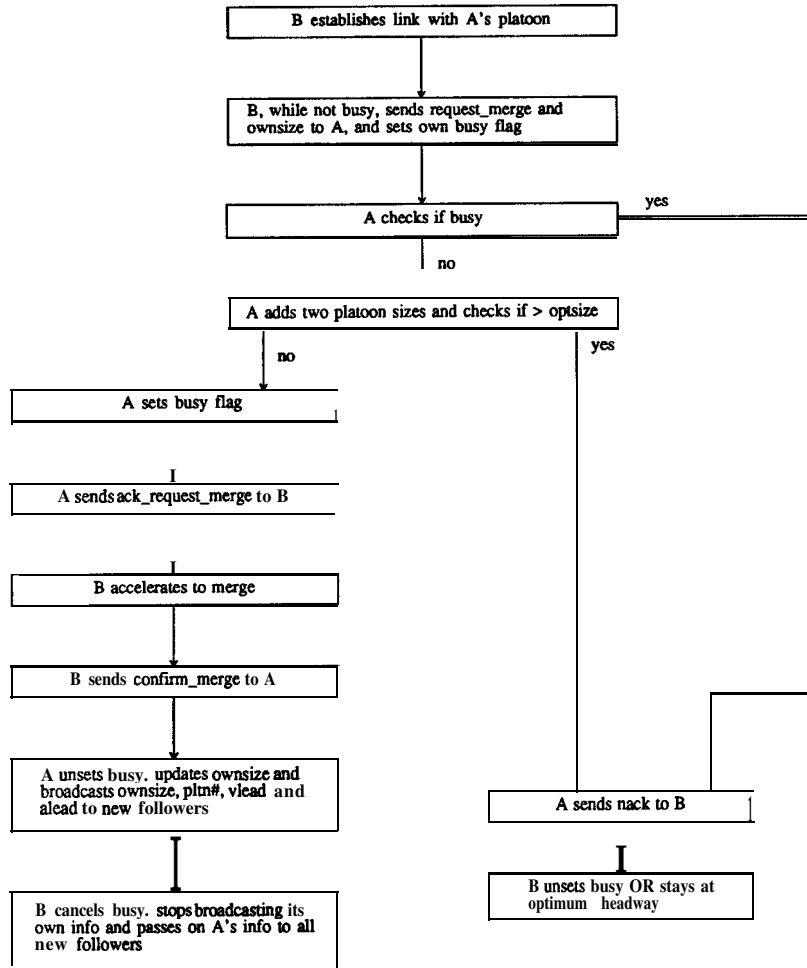 B establishes link with A's platoon
B, while not busy, sends request_merge and
ownsize to A, and sets own busy flag
A checks if busy
yes
no
A adds two platoon sizes and checks if > optsize
no
yes
A sets busy flag
A sends ack_request_merge to B
B accelerates to merge
B sends confirm_merge to A
A unsets busy. updates ownsize and
broadcasts ownsize, pltn#, vlead and
alead to new followers
A sends nack to B
B unsets busy OR stays at
optimum headway
B cancels busy. stops broadcasting its
own info and passes on A's info to all
new followers